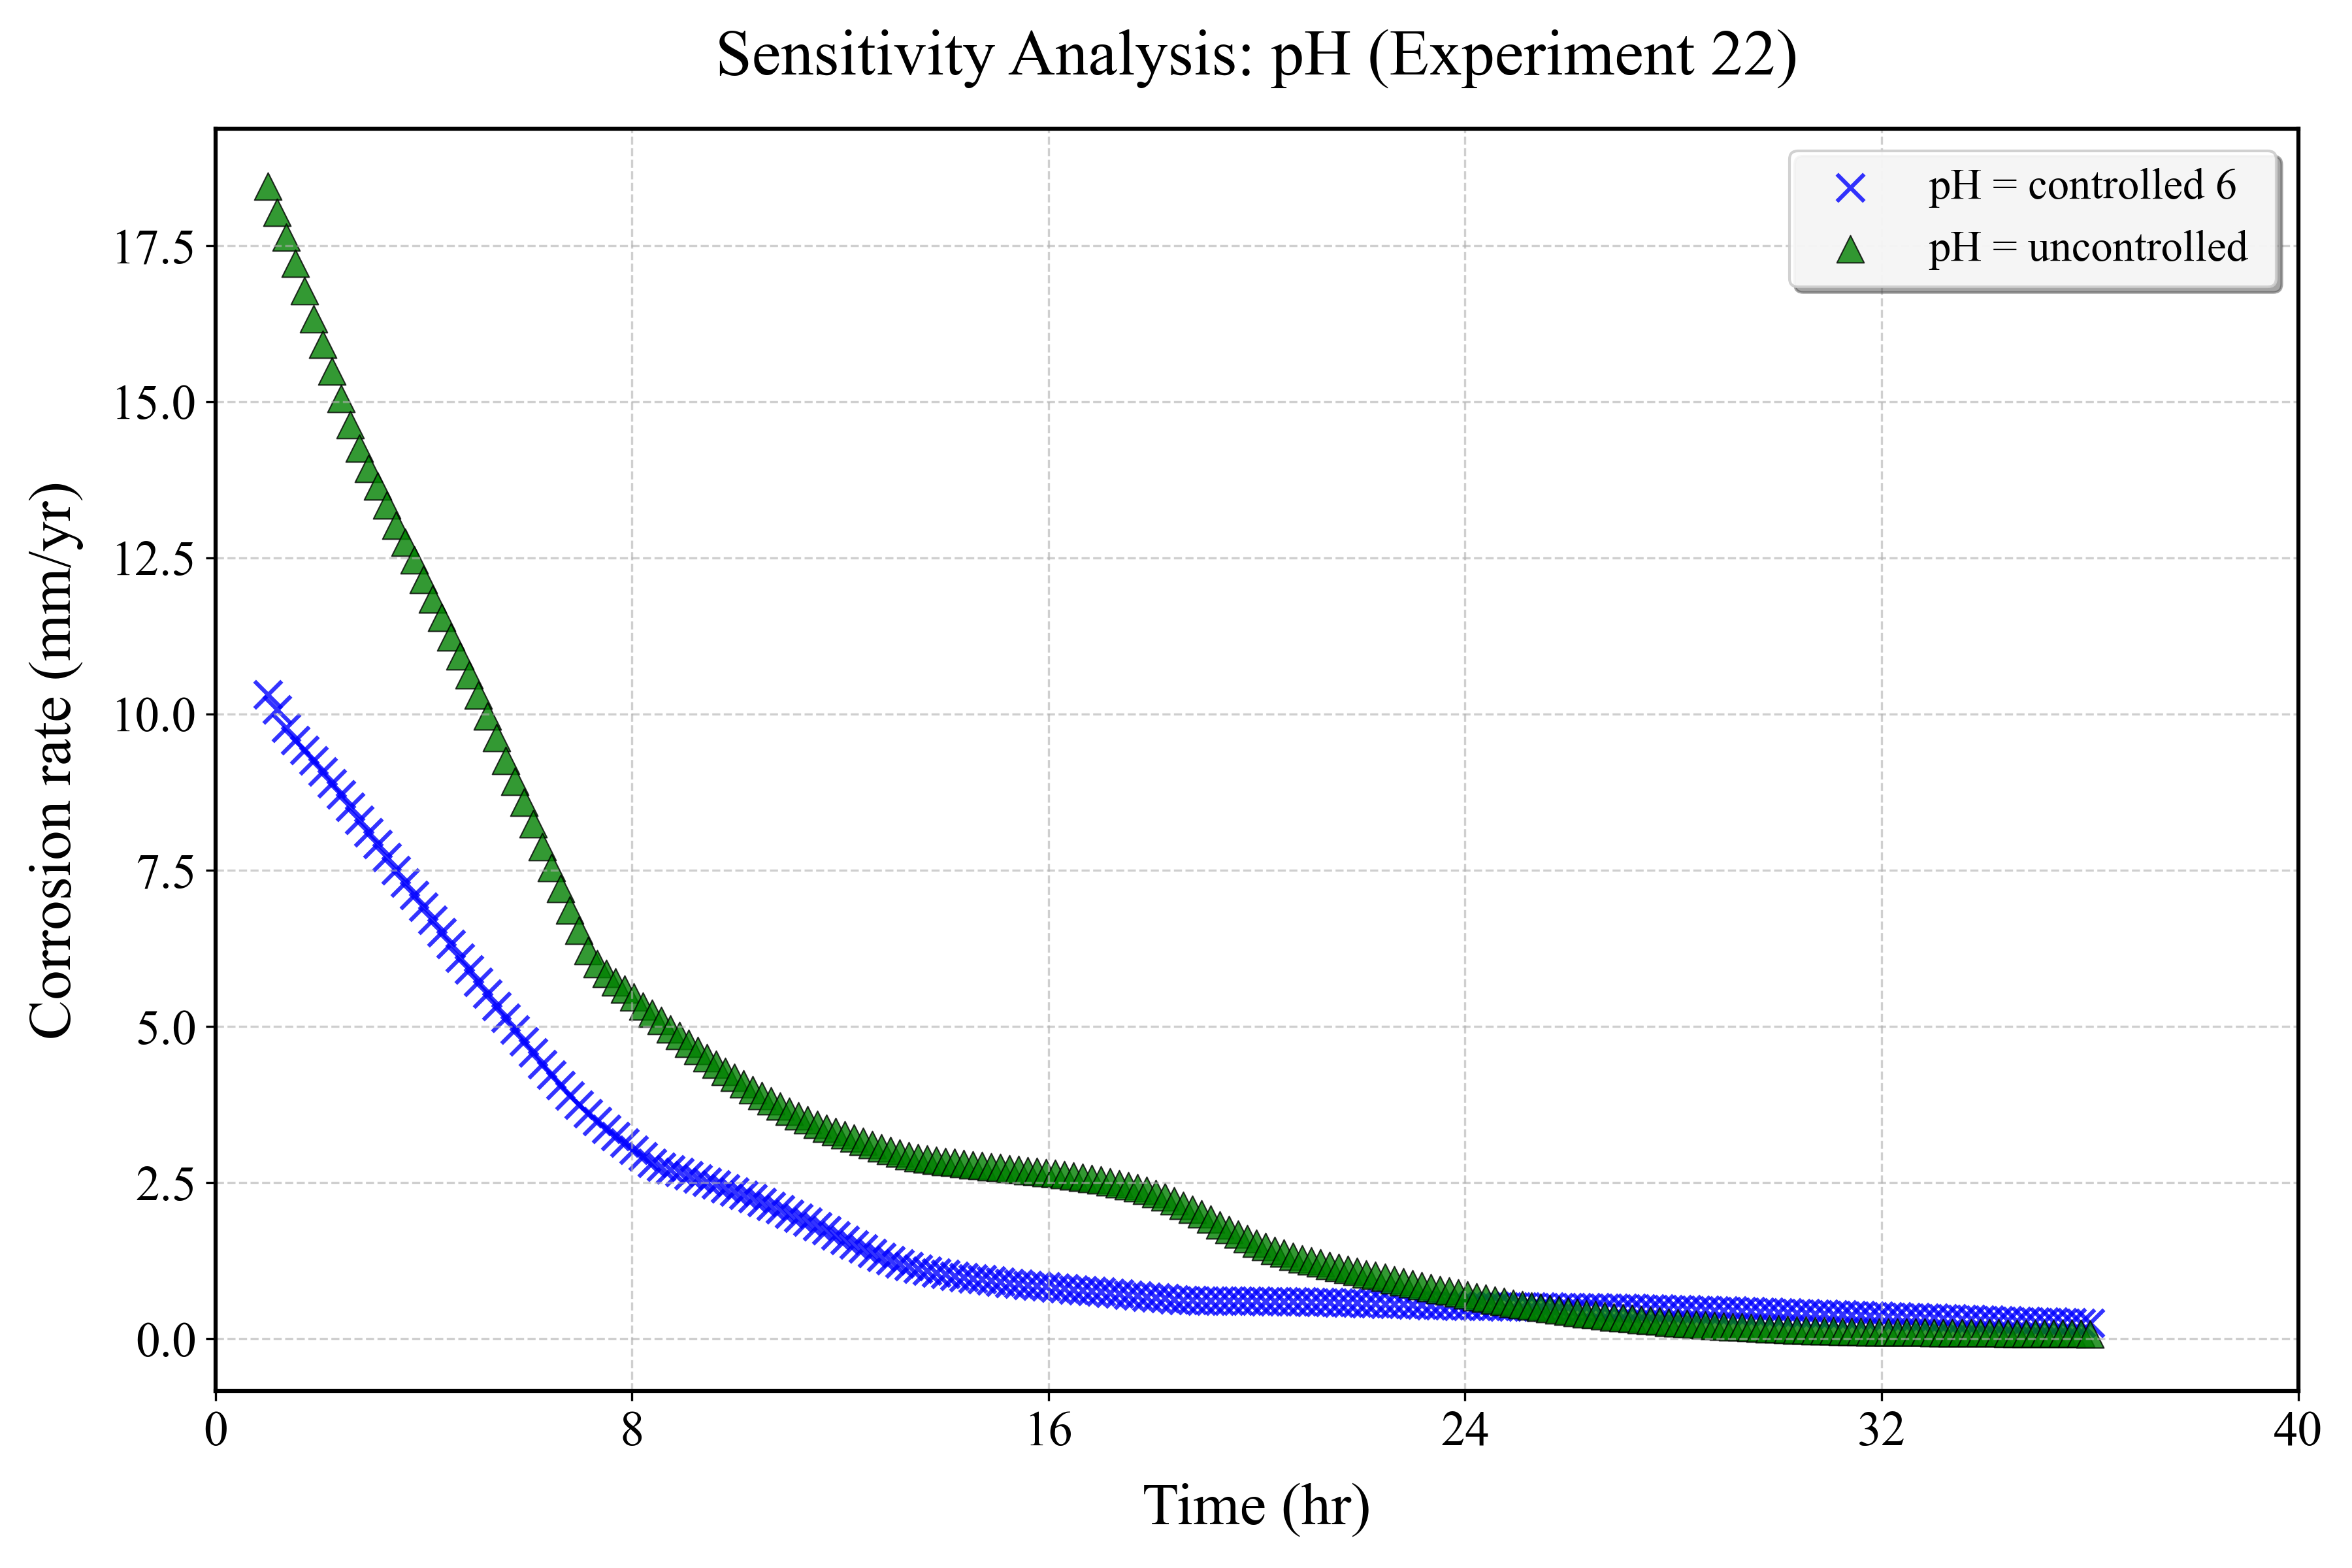 Sensitivity Analysis: pH (Experiment 22)
pH = controlled 6
pH = uncontrolled
Corrosion rate (mm/yr)
17.5
15.0
12.5
10.0
7.5
5.0
2.5
0.0
0 8 16 24 32 40
Time (hr)